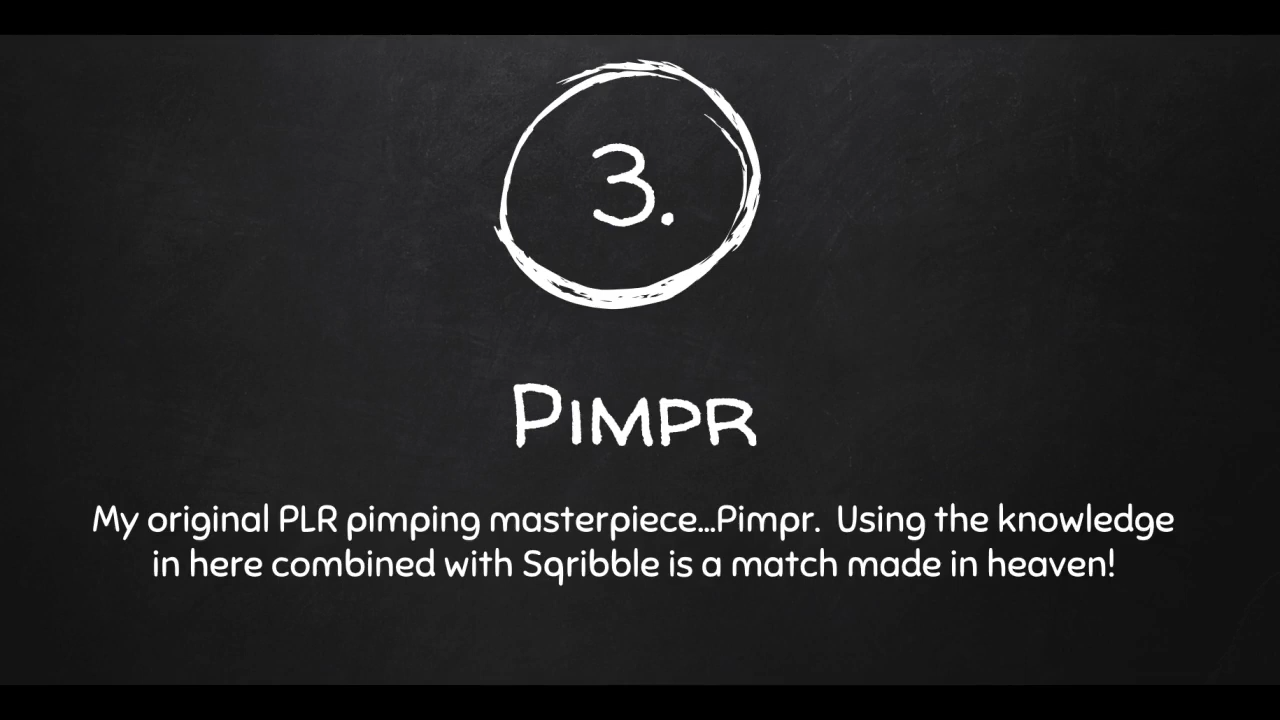 3.
Pimpr
My original PLR pimping masterpiece...Pimpr.  Using the knowledge
in here combined with Sqribble is a match made in heaven!